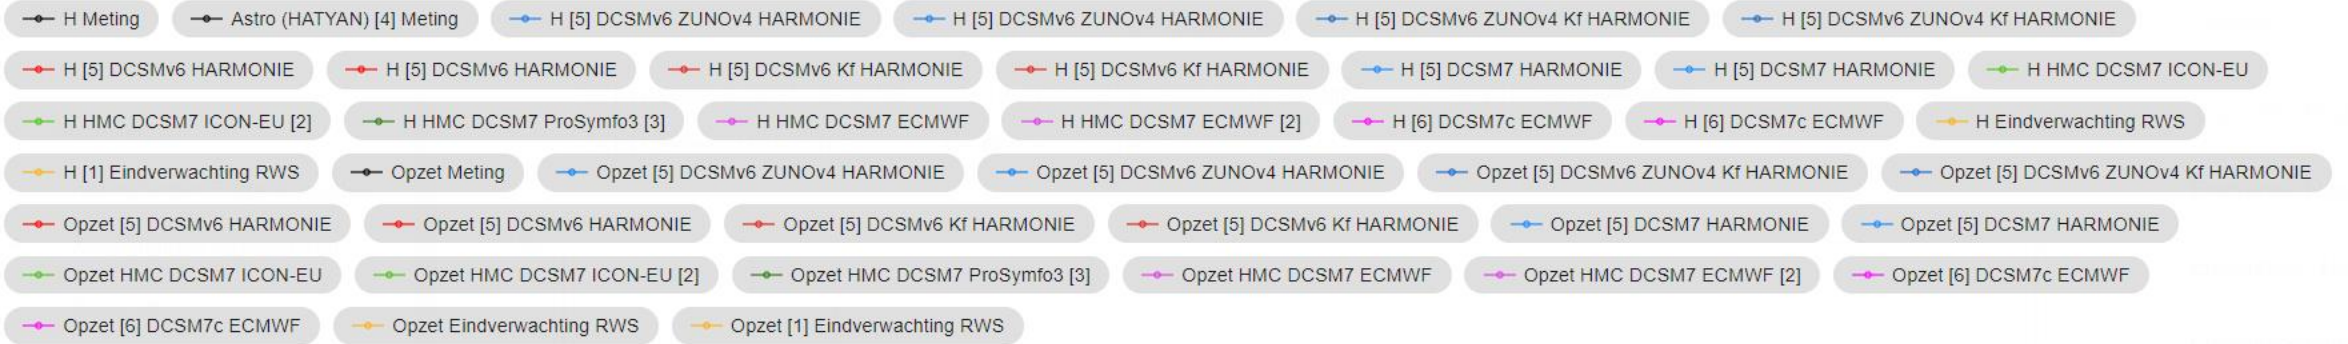 H Meting Astro (HATYAN) [4] Meting H [5] DCSMv6 ZUNOv4 HARMONIE H [5] DCSMv6 ZUNOv4 HARMONIE H [5] DCSMv6 ZUNOv4 Kf HARMONIE H [5] DCSMv6 ZUNOv4 Kf HARMONIE
H [5] DCSMv6 HARMONIE H [5] DCSMv6 HARMONIE H [5] DCSMv6 Kf HARMONIE H [5] DCSMv6 Kf HARMONIE H [5] DCSM7 HARMONIE H [5] DCSM7 HARMONIE H HMC DCSM7 ICON-EU
H HMC DCSM7 ICON-EU [2] H HMC DCSM7 ProSymfo3 [3] H HMC DCSM7 ECMWF H HMC DCSM7 ECMWF [2] H [6] DCSM7c ECMWF H [6] DCSM7c ECMWF H Eindverwachting RWS
H [1] Eindverwachting RWS Opzet Meting Opzet [5] DCSMv6 ZUNOv4 HARMONIE Opzet [5] DCSMv6 ZUNOv4 HARMONIE Opzet [5] DCSMv6 ZUNOv4 Kf HARMONIE Opzet [5] DCSMv6 ZUNOv4 Kf HARMONIE
Opzet [5] DCSMv6 HARMONIE Opzet [5] DCSMv6 HARMONIE Opzet [5] DCSMv6 Kf HARMONIE Opzet [5] DCSMv6 Kf HARMONIE Opzet [5] DCSM7 HARMONIE Opzet [5] DCSM7 HARMONIE
Opzet HMC DCSM7 ICON-EU Opzet HMC DCSM7 ICON-EU [2] Opzet HMC DCSM7 ProSymfo3 [3] Opzet HMC DCSM7 ECMWF Opzet HMC DCSM7 ECMWF [2] Opzet [6] DCSM7c ECMWF
Opzet [6] DCSM7c ECMWF Opzet Eindverwachting RWS Opzet [1] Eindverwachting RWS